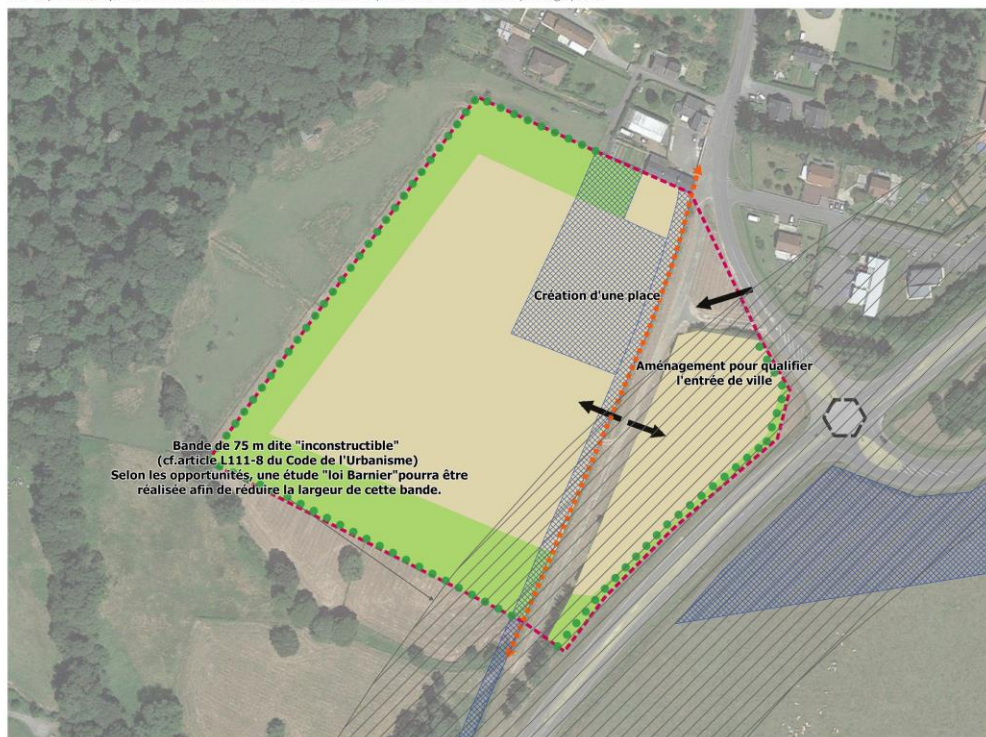 Création d'une place
Aménagement pour qualifier
l'entrée de ville
Bande de 75 m dite "inconstructible"
(cf.article L111-8 du Code de l'Urbanisme)
Selon les opportunités, une étude "loi Barnier"pourra être
réalisée afin de réduire la largeur de cette bande.